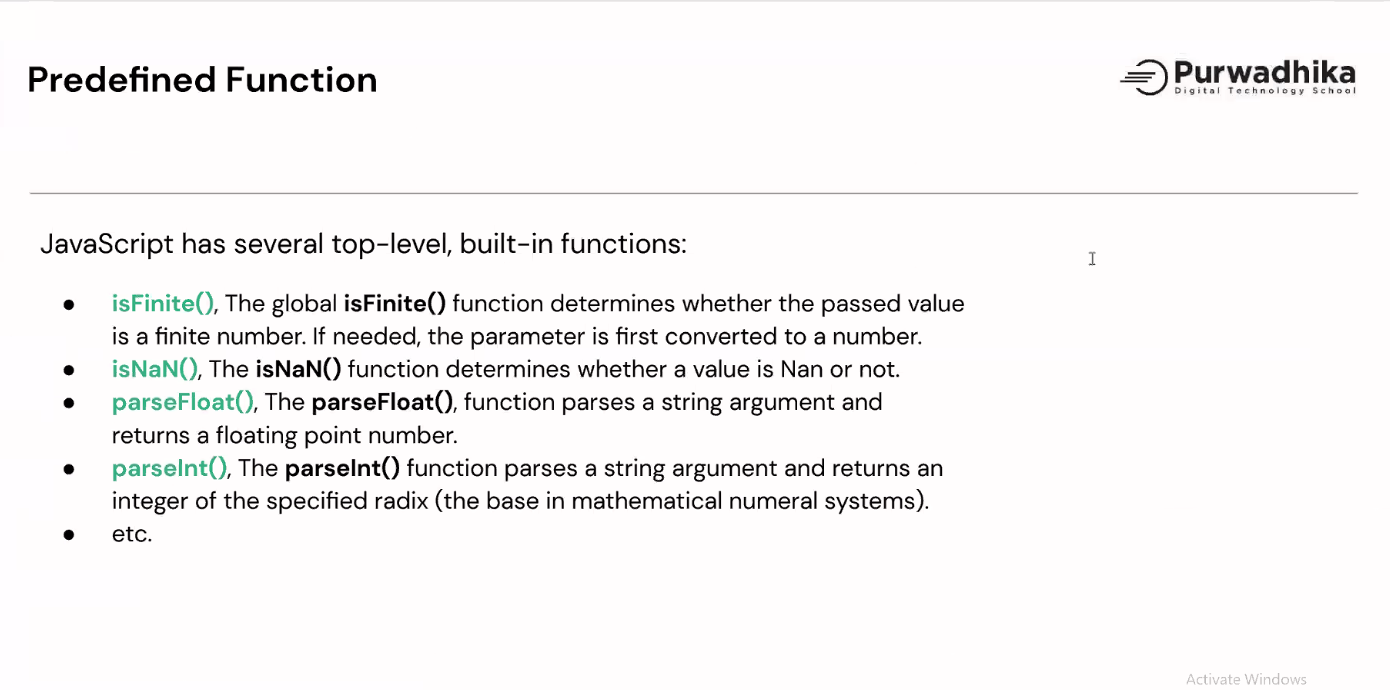 Predefined Function
Purwadhika
Digital Technology School
JavaScript has several top-level, built-in functions:
● isFinite(), The global isFinite() function determines whether the passed value
is a finite number. If needed, the parameter is first converted to a number.
● isNaN(), The isNaN() function determines whether a value is Nan or not.
● parseFloat(), The parseFloat(), function parses a string argument and
returns a floating point number.
● parseInt(), The parseInt() function parses a string argument and returns an
integer of the specified radix (the base in mathematical numeral systems).
● etc.
Activate Windows